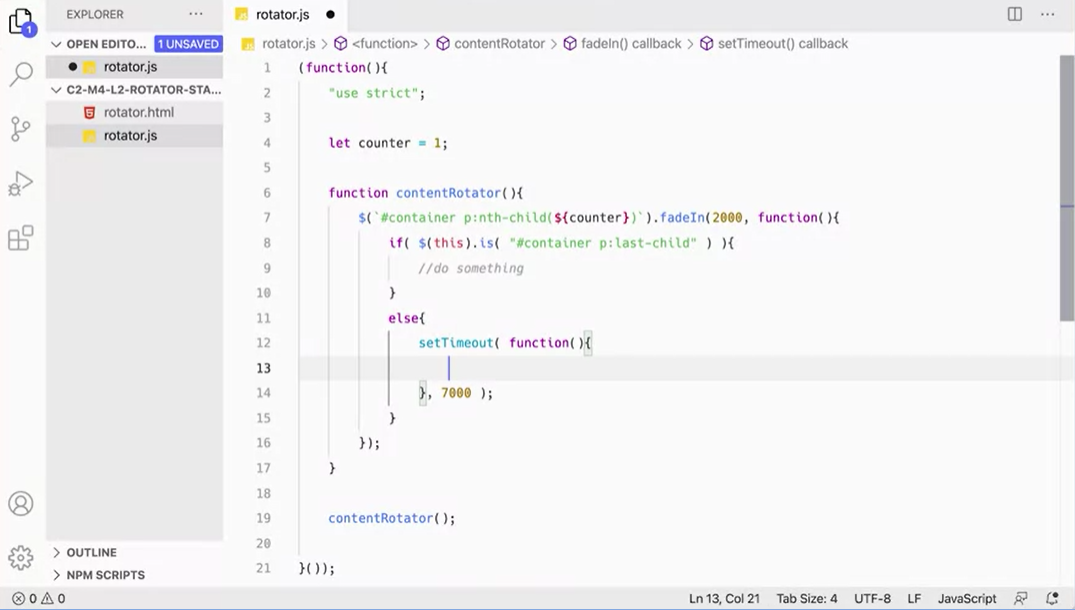 EXPLORER ···
rotator.js ● ···
OPEN EDITO... 1 UNSAVED
rotator.js > <function> > contentRotator > fadeIn() callback > setTimeout() callback
● rotator.js
C2-M4-L2-ROTATOR-STA...
rotator.html
rotator.js
1
1 (function(){
2 "use strict";
3
4 let counter = 1;
5
6 function contentRotator(){
7 $(`#container p:nth-child(${counter})`).fadeIn(2000, function(){
8 if( $(this).is( "#container p:last-child" ) ){
9 //do something
10 }
11 else{
12 setTimeout( function(){
13
14 }, 7000 );
15 }
16 });
17 }
18
19 contentRotator();
20
21 }());
OUTLINE
NPM SCRIPTS
0 0 Ln 13, Col 21 Tab Size: 4 UTF-8 LF JavaScript